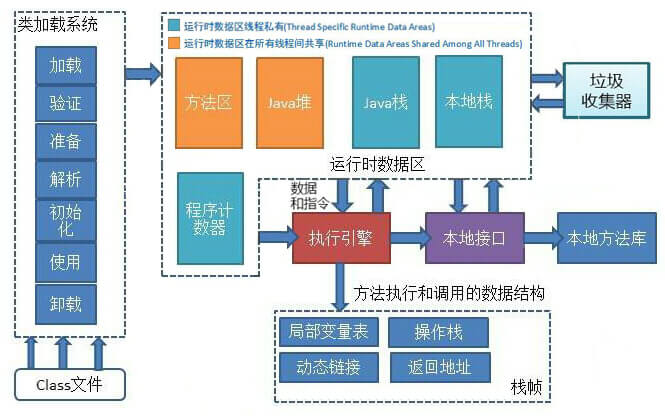 类加载系统
加载
验证
准备
解析
初始
化
使用
卸载
Class文件
运行时数据区线程私有(Thread Specific Runtime Data Areas)
运行时数据区在所有线程间共享(Runtime Data Areas Shared Among All Threads)
方法区
Java堆
Java栈
本地栈
运行时数据区
程序计
数器
垃圾
收集器
数据
和指令
执行引擎
本地接口
本地方法库
方法执行和调用的数据结构
局部变量表
操作栈
动态链接
返回地址
栈帧